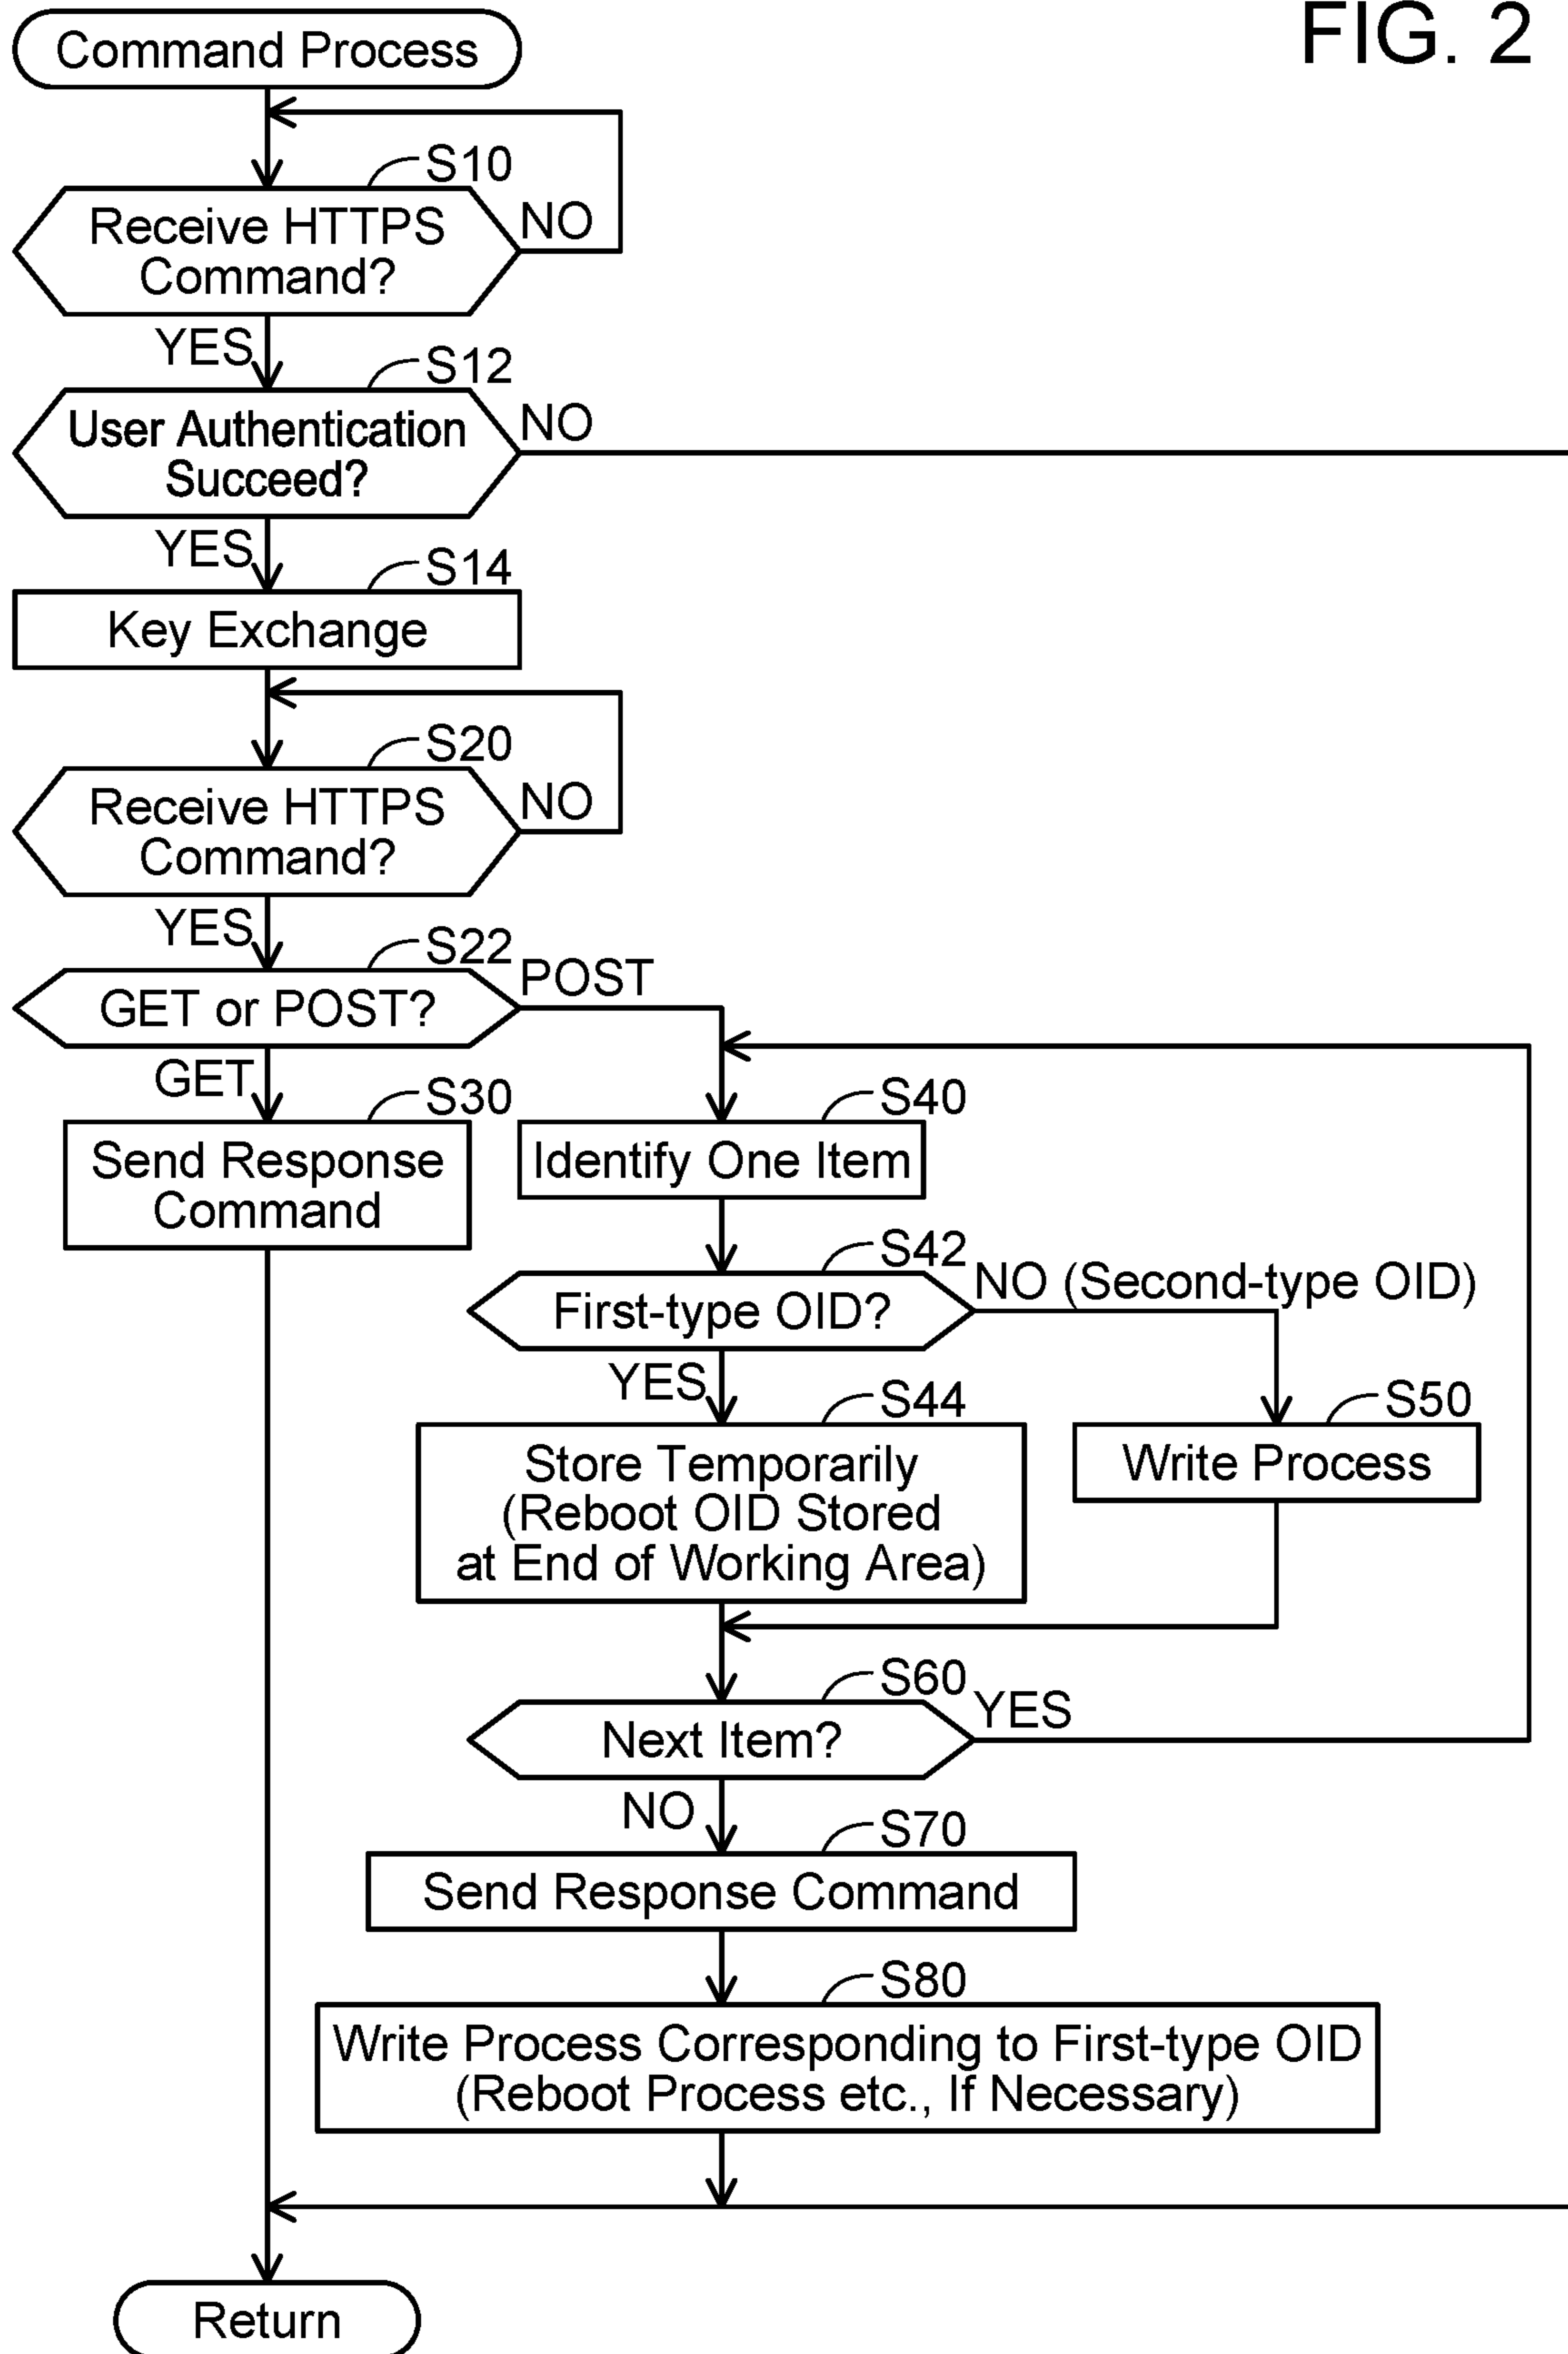 FIG. 2
Command Process
S10
Receive HTTPS
Command?
NO
YES
S12
User Authentication
Succeed?
NO
YES
S14
Key Exchange
S20
Receive HTTPS
Command?
NO
YES
S22
GET or POST?
POST
GET
S30
Send Response
Command
S40
Identify One Item
S42
First-type OID?
NO (Second-type OID)
YES
S44
Store Temporarily
(Reboot OID Stored
at End of Working Area)
S50
Write Process
S60
Next Item?
YES
NO
S70
Send Response Command
S80
Write Process Corresponding to First-type OID
(Reboot Process etc., If Necessary)
Return